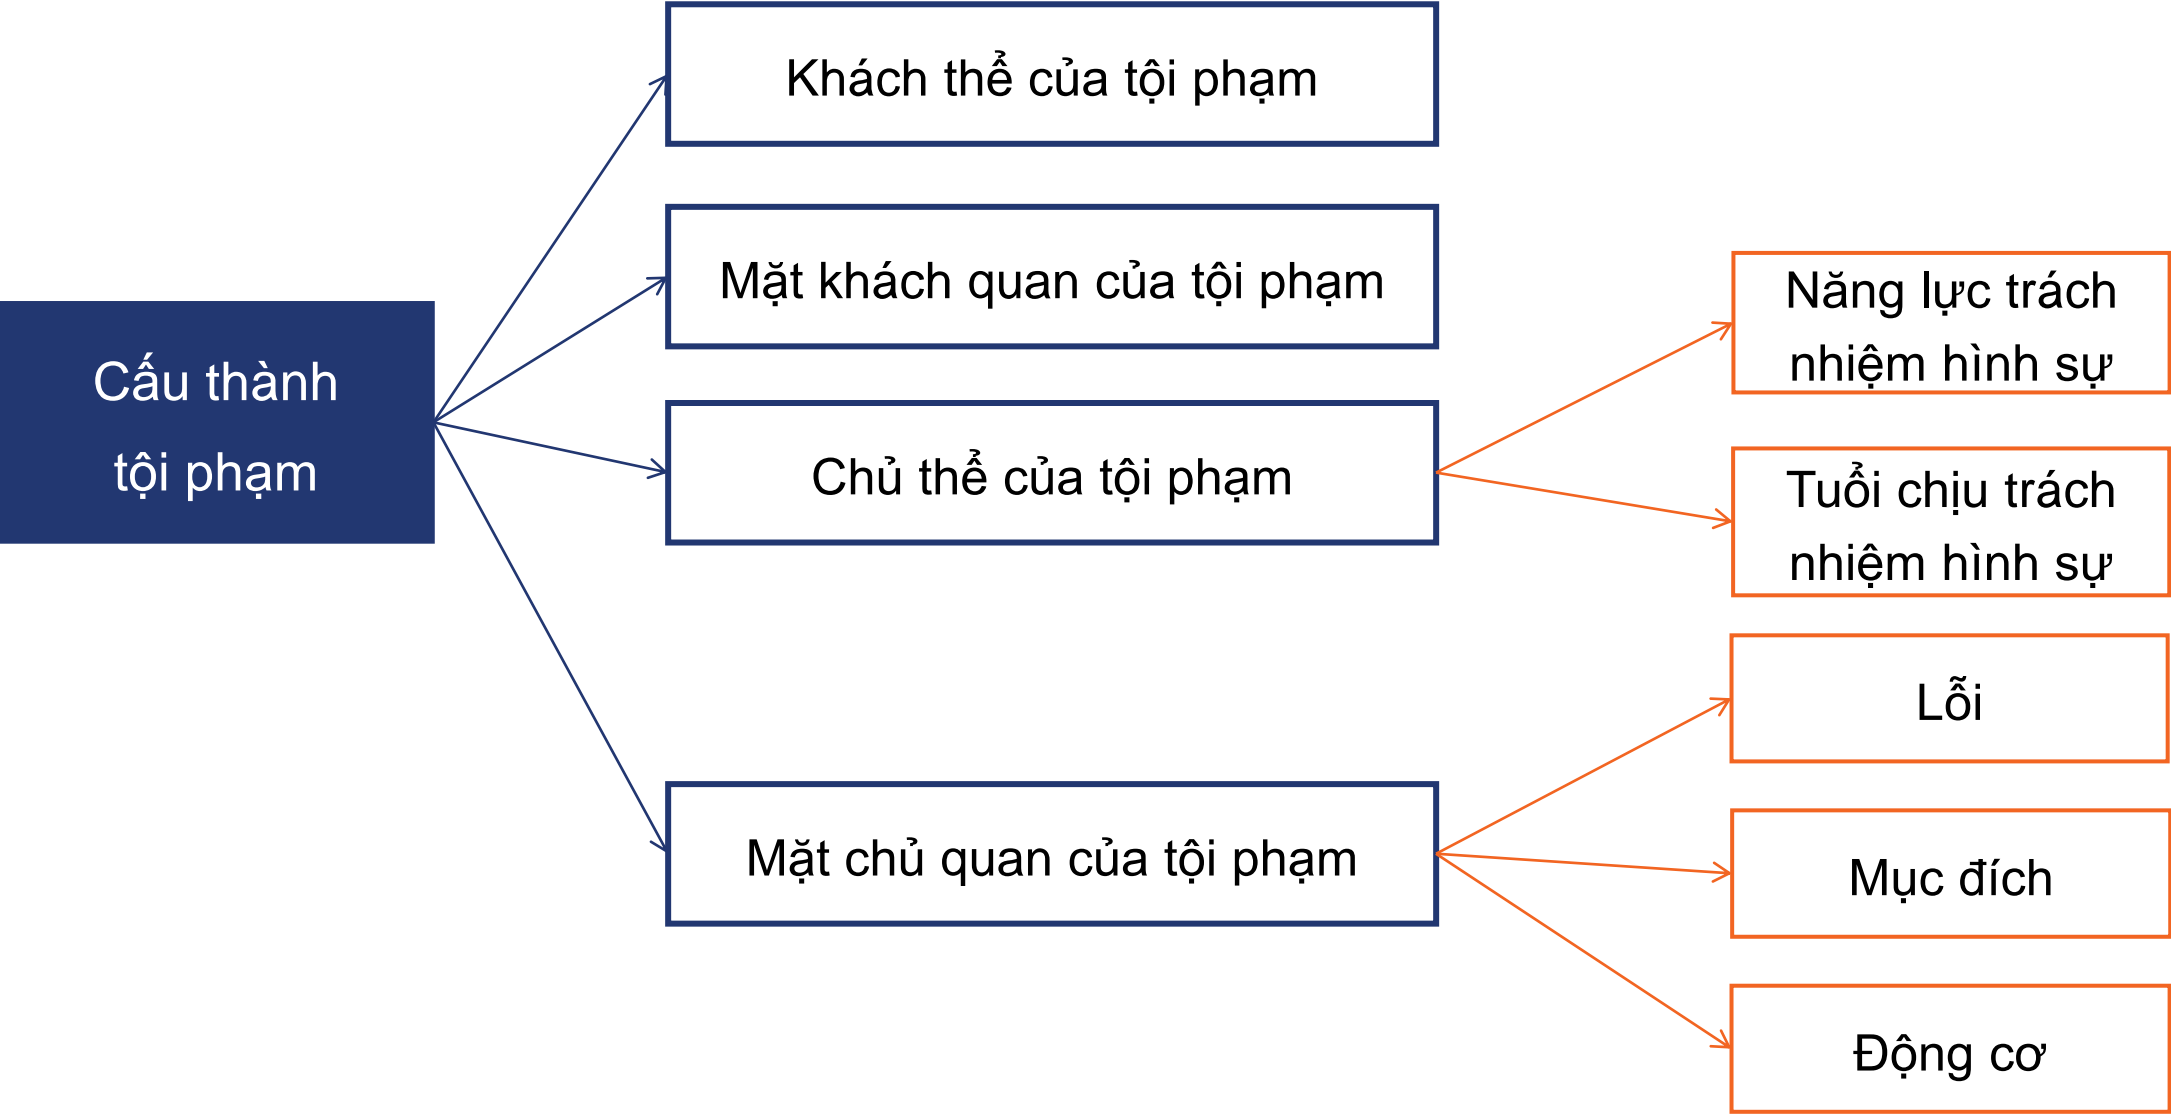 Cấu thành
tội phạm
Khách thể của tội phạm
Mặt khách quan của tội phạm
Chủ thể của tội phạm
Năng lực trách
nhiệm hình sự
Tuổi chịu trách
nhiệm hình sự
Mặt chủ quan của tội phạm
Lỗi
Mục đích
Động cơ